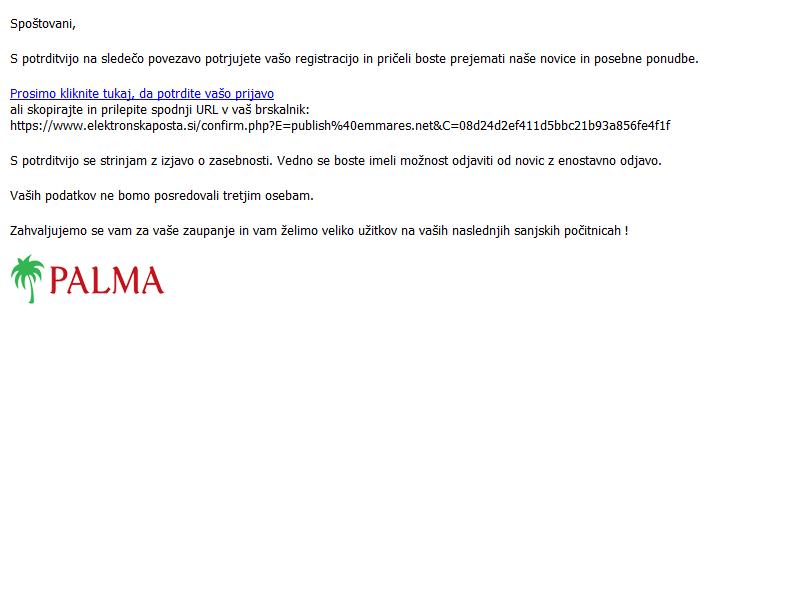 Spoštovani,
S potrditvijo na sledečo povezavo potrjujete vašo registracijo in pričeli boste prejemati naše novice in posebne ponudbe.
Prosimo kliknite tukaj, da potrdite vašo prijavo
ali skopirajte in prilepite spodnji URL v vaš brskalnik:
https://www.elektronskaposta.si/confirm.php?E=publish%40emmares.net&C=08d24d2ef411d5bbc21b93a856fe4f1f
S potrditvijo se strinjam z izjavo o zasebnosti. Vedno se boste imeli možnost odjaviti od novic z enostavno odjavo.
Vaših podatkov ne bomo posredovali tretjim osebam.
Zahvaljujemo se vam za vaše zaupanje in vam želimo veliko užitkov na vaših naslednjih sanjskih počitnicah !
PALMA